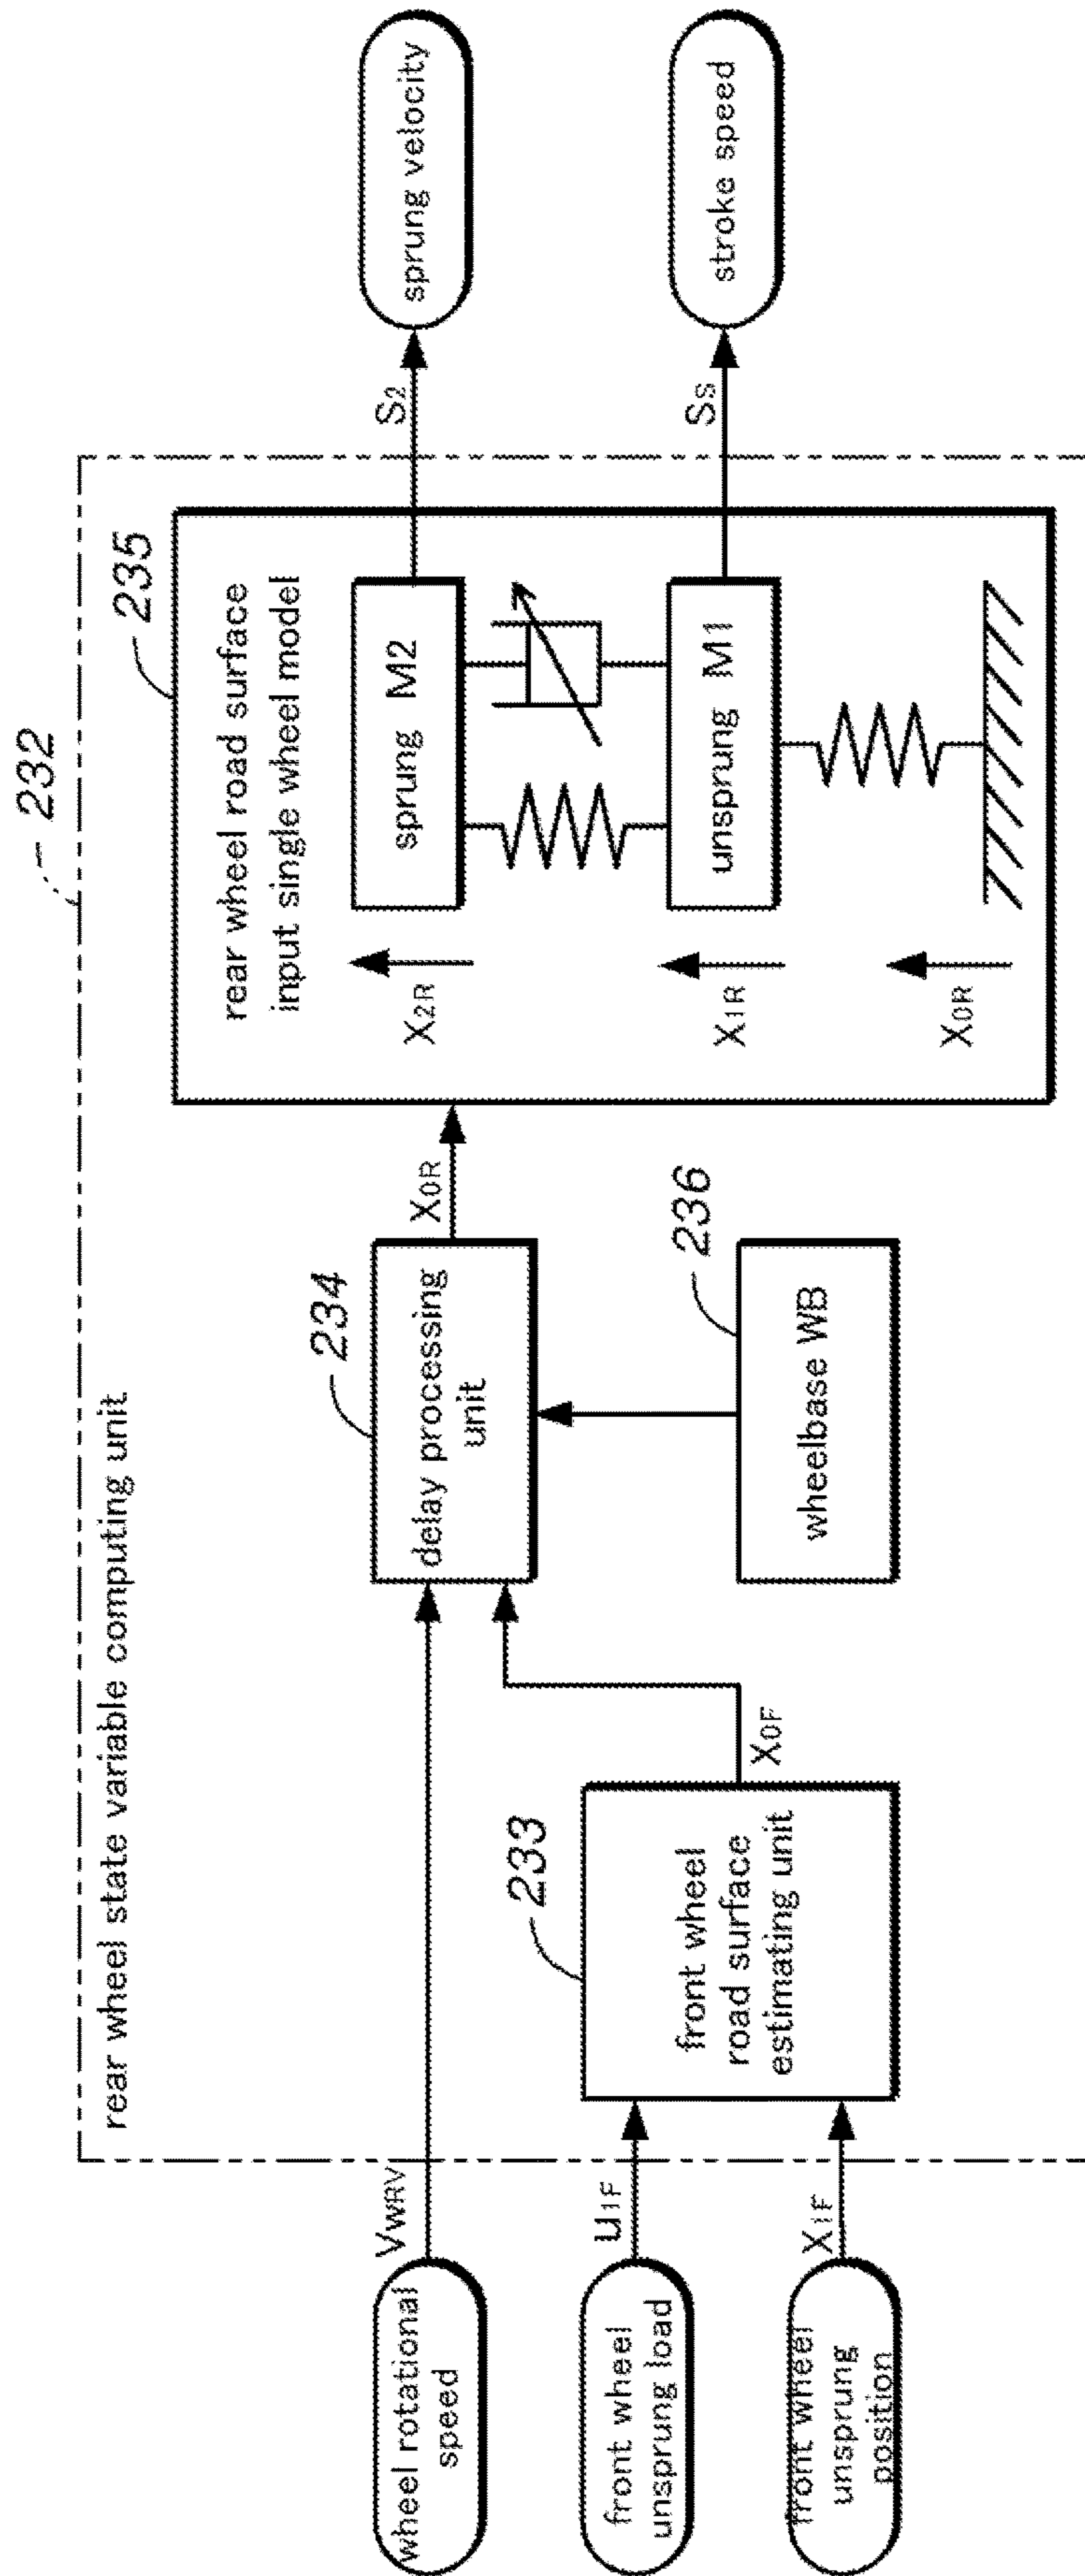 232
rear wheel state variable computing unit
235
rear wheel road surface
input single wheel model
wheel rotational
speed
VWRV
234
delay processing
unit
X0R
X2R
sprung M2
S2
sprung velocity
front wheel
unsprung load
u1F
233
front wheel
road surface
estimating unit
X0F
236
wheelbase WB
X1R
unsprung M1
SS
stroke speed
front wheel
unsprung
position
X1F
X0R